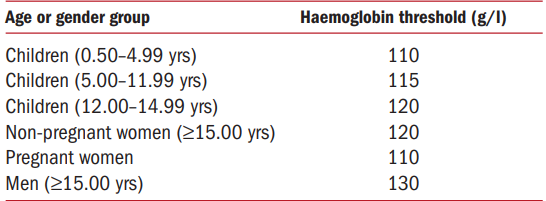 Age or gender group Haemoglobin threshold (g/l)
Children (0.50–4.99 yrs) 110
Children (5.00–11.99 yrs) 115
Children (12.00–14.99 yrs) 120
Non-pregnant women (≥15.00 yrs) 120
Pregnant women 110
Men (≥15.00 yrs) 130